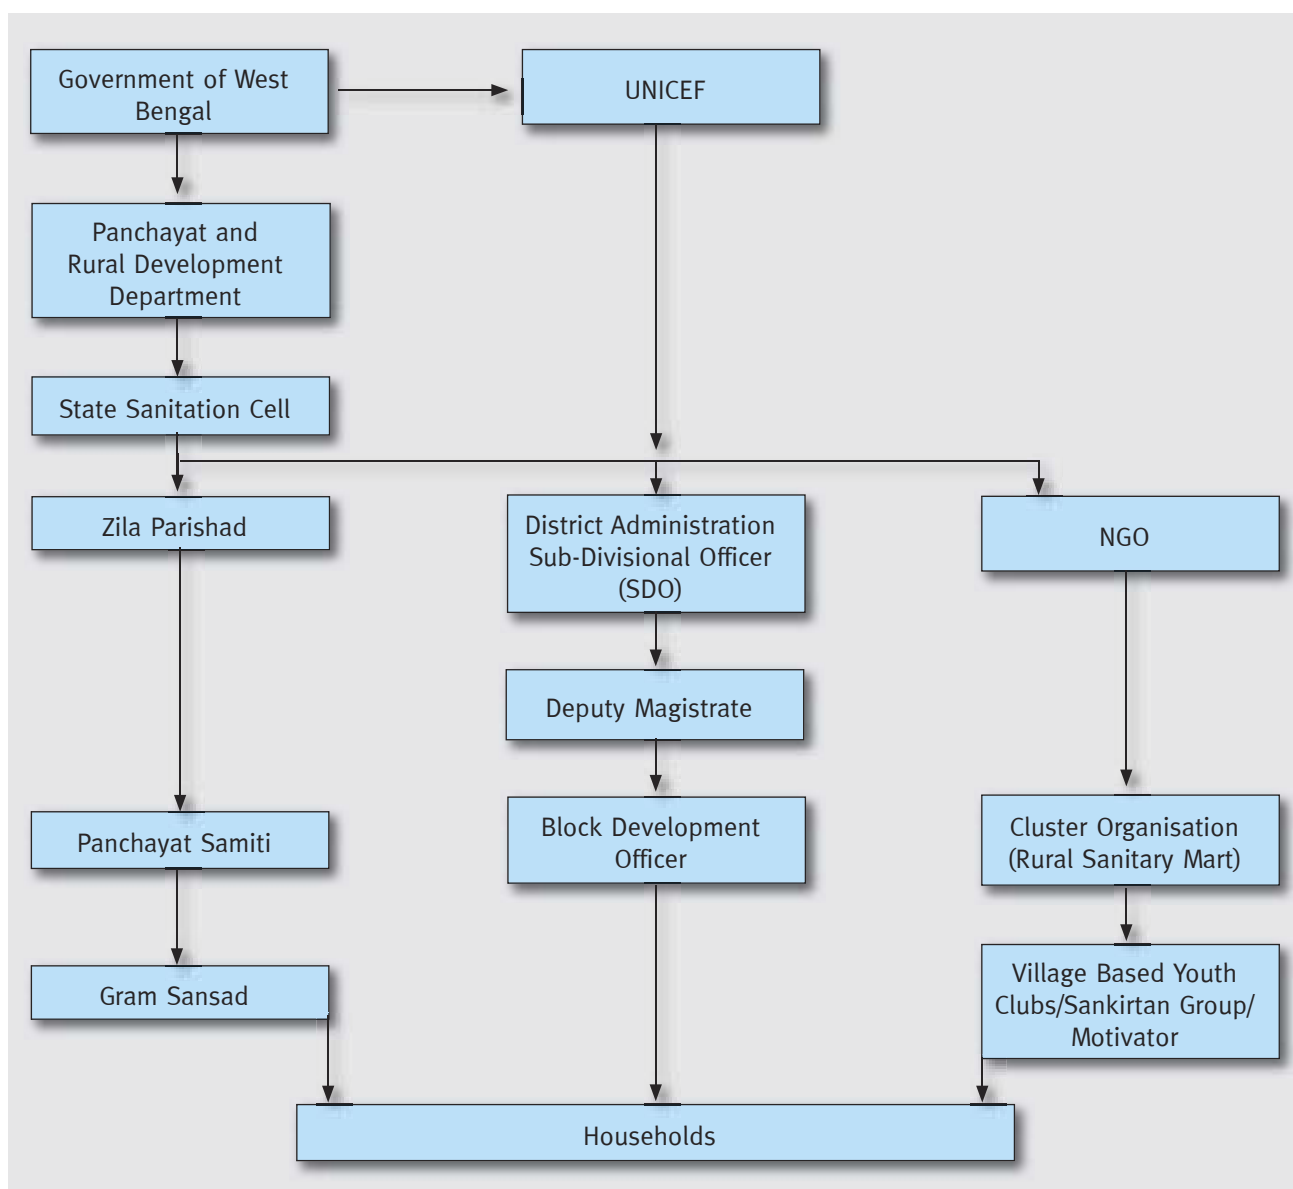 Government of West
Bengal
UNICEF
Panchayat and
Rural Development
Department
State Sanitation Cell
Zila Parishad
District Administration
Sub-Divisional Officer
(SDO)
NGO
Deputy Magistrate
Panchayat Samiti
Block Development
Officer
Cluster Organisation
(Rural Sanitary Mart)
Gram Sansad
Village Based Youth
Clubs/Sankirtan Group/
Motivator
Households